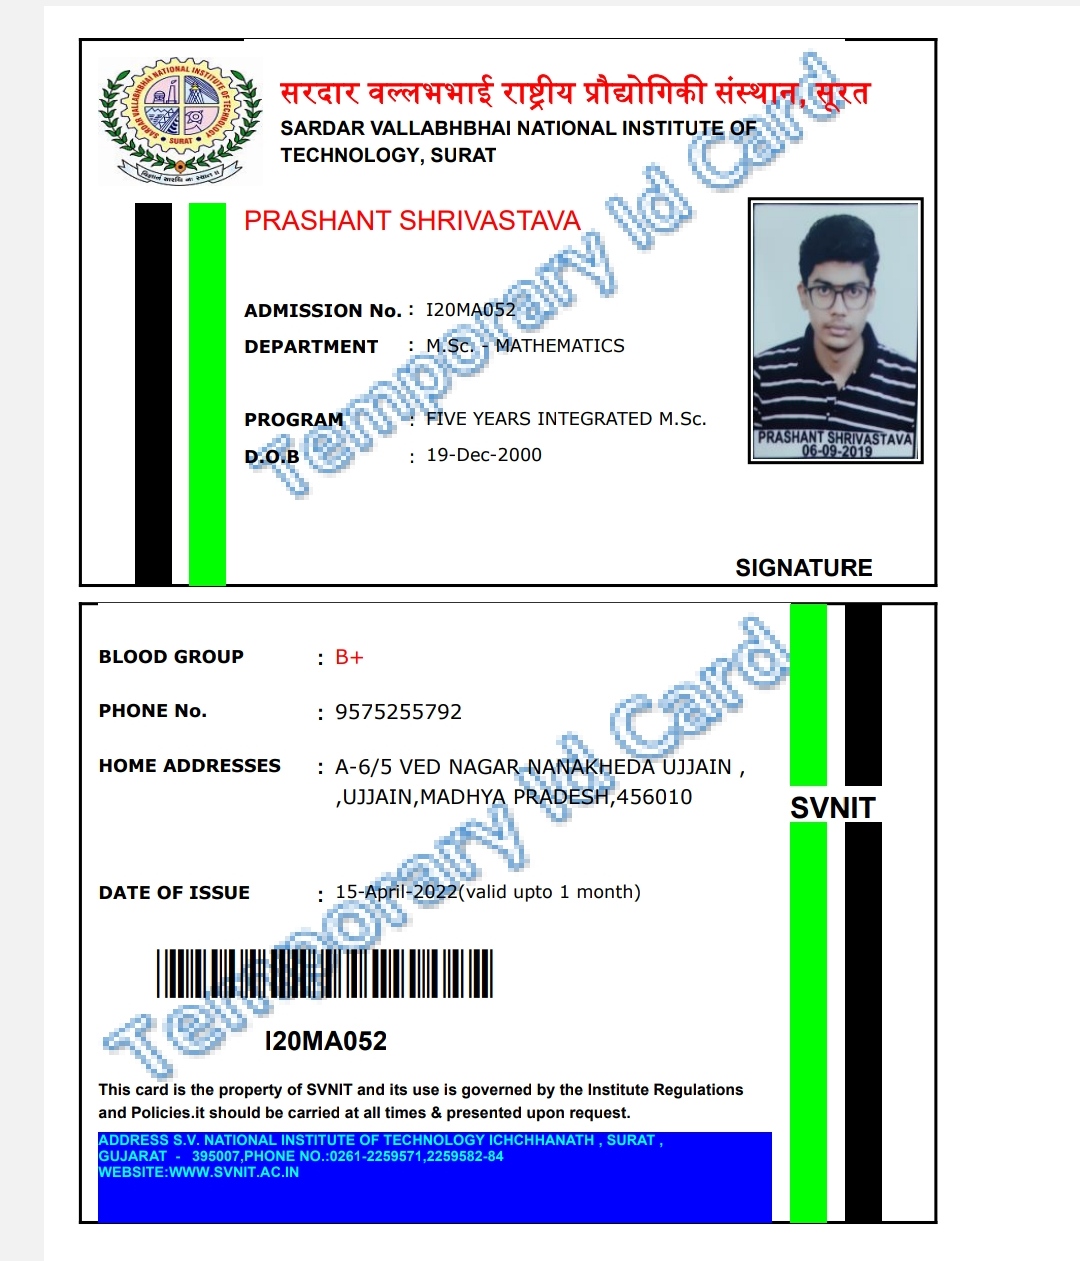 SARDAR VALLABHBHAI NATIONAL INSTITUTE OF TECHNOLOGY
SURAT
सरदार वल्लभभाई राष्ट्रीय प्रौद्योगिकी संस्थान, सूरत
SARDAR VALLABHBHAI NATIONAL INSTITUTE OF
TECHNOLOGY, SURAT
PRASHANT SHRIVASTAVA
ADMISSION No. : I20MA052
DEPARTMENT : M.Sc. - MATHEMATICS
PROGRAM : FIVE YEARS INTEGRATED M.Sc.
D.O.B : 19-Dec-2000
PRASHANT SHRIVASTAVA
06-09-2019
Temporary Id Card
SIGNATURE
BLOOD GROUP : B+
PHONE No. : 9575255792
HOME ADDRESSES : A-6/5 VED NAGAR NANAKHEDA UJJAIN ,
,UJJAIN,MADHYA PRADESH,456010
SVNIT
DATE OF ISSUE : 15-April-2022(valid upto 1 month)
Temporary Id Card
I20MA052
This card is the property of SVNIT and its use is governed by the Institute Regulations
and Policies.it should be carried at all times & presented upon request.
ADDRESS S.V. NATIONAL INSTITUTE OF TECHNOLOGY ICHCHHANATH , SURAT ,
GUJARAT - 395007,PHONE NO.:0261-2259571,2259582-84
WEBSITE:WWW.SVNIT.AC.IN